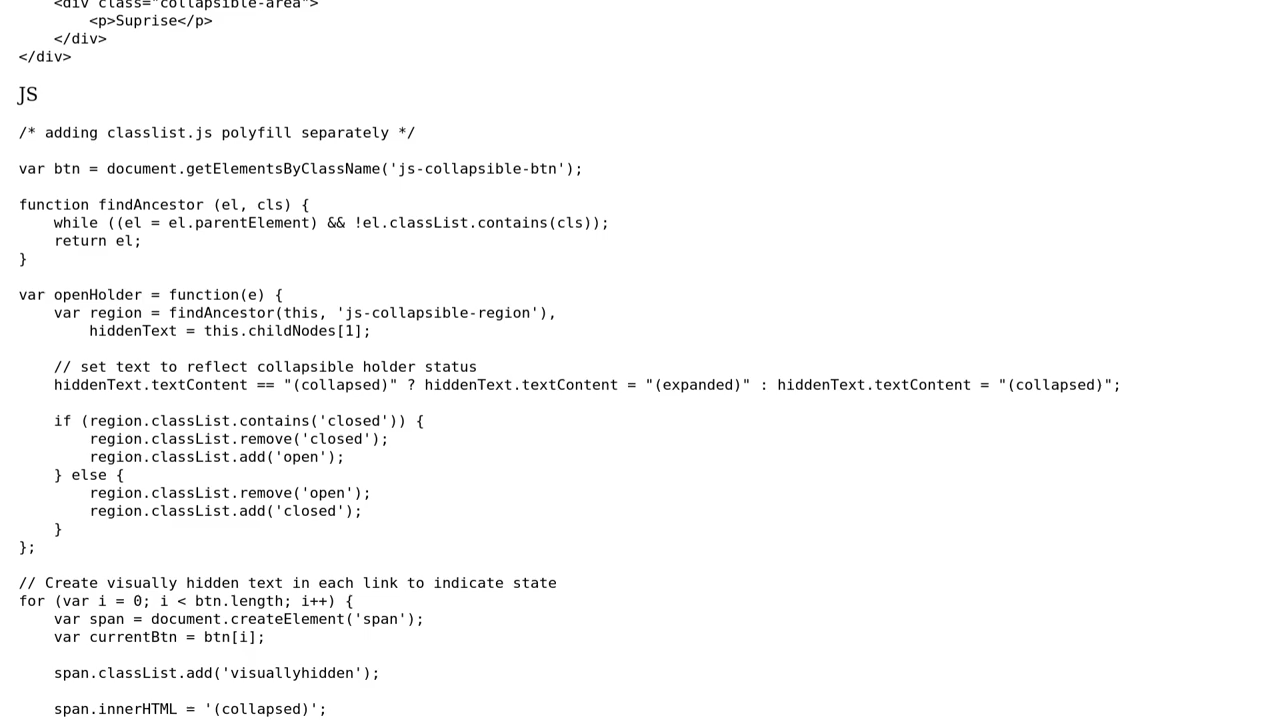 <div class="collapsible-area">
<p>Suprise</p>
</div>
</div>
JS
/* adding classlist.js polyfill separately */
var btn = document.getElementsByClassName('js-collapsible-btn');
function findAncestor (el, cls) {
while ((el = el.parentElement) && !el.classList.contains(cls));
return el;
}
var openHolder = function(e) {
var region = findAncestor(this, 'js-collapsible-region'),
hiddenText = this.childNodes[1];
// set text to reflect collapsible holder status
hiddenText.textContent == "(collapsed)" ? hiddenText.textContent = "(expanded)" : hiddenText.textContent = "(collapsed)";
if (region.classList.contains('closed')) {
region.classList.remove('closed');
region.classList.add('open');
} else {
region.classList.remove('open');
region.classList.add('closed');
}
};
// Create visually hidden text in each link to indicate state
for (var i = 0; i < btn.length; i++) {
var span = document.createElement('span');
var currentBtn = btn[i];
span.classList.add('visuallyhidden');
span.innerHTML = '(collapsed)';